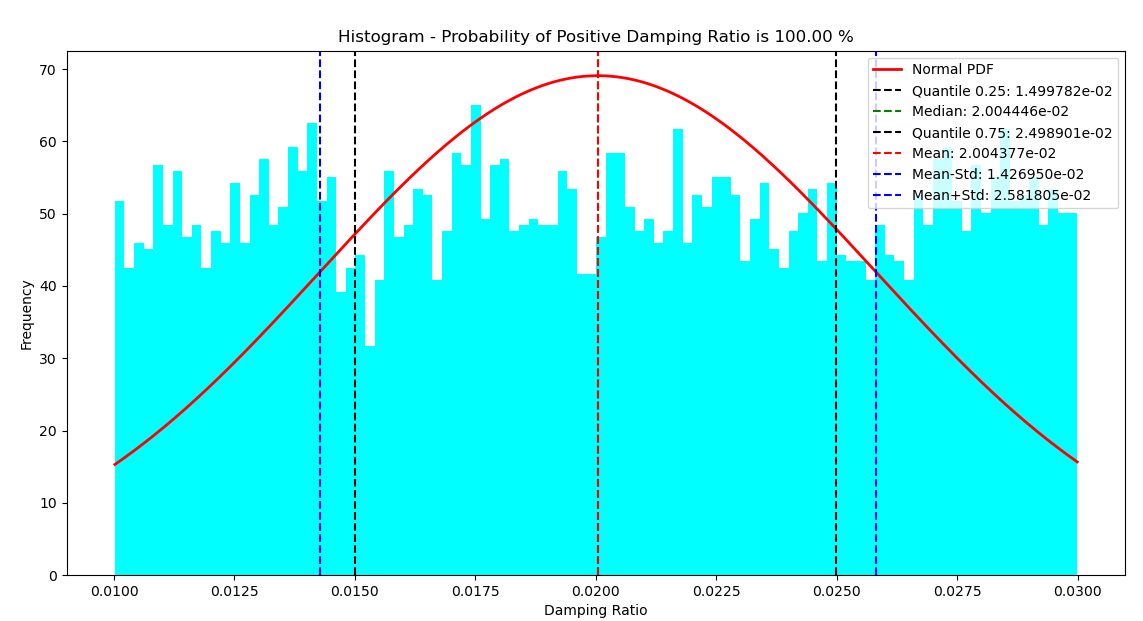 Histogram - Probability of Positive Damping Ratio is 100.00 %
Normal PDF
Quantile 0.25: 1.499782e-02
Median: 2.004446e-02
Quantile 0.75: 2.498901e-02
Mean: 2.004377e-02
Mean-Std: 1.426950e-02
Mean+Std: 2.581805e-02
Frequency
70
60
50
40
30
20
10
0
0.0100 0.0125 0.0150 0.0175 0.0200 0.0225 0.0250 0.0275 0.0300
Damping Ratio